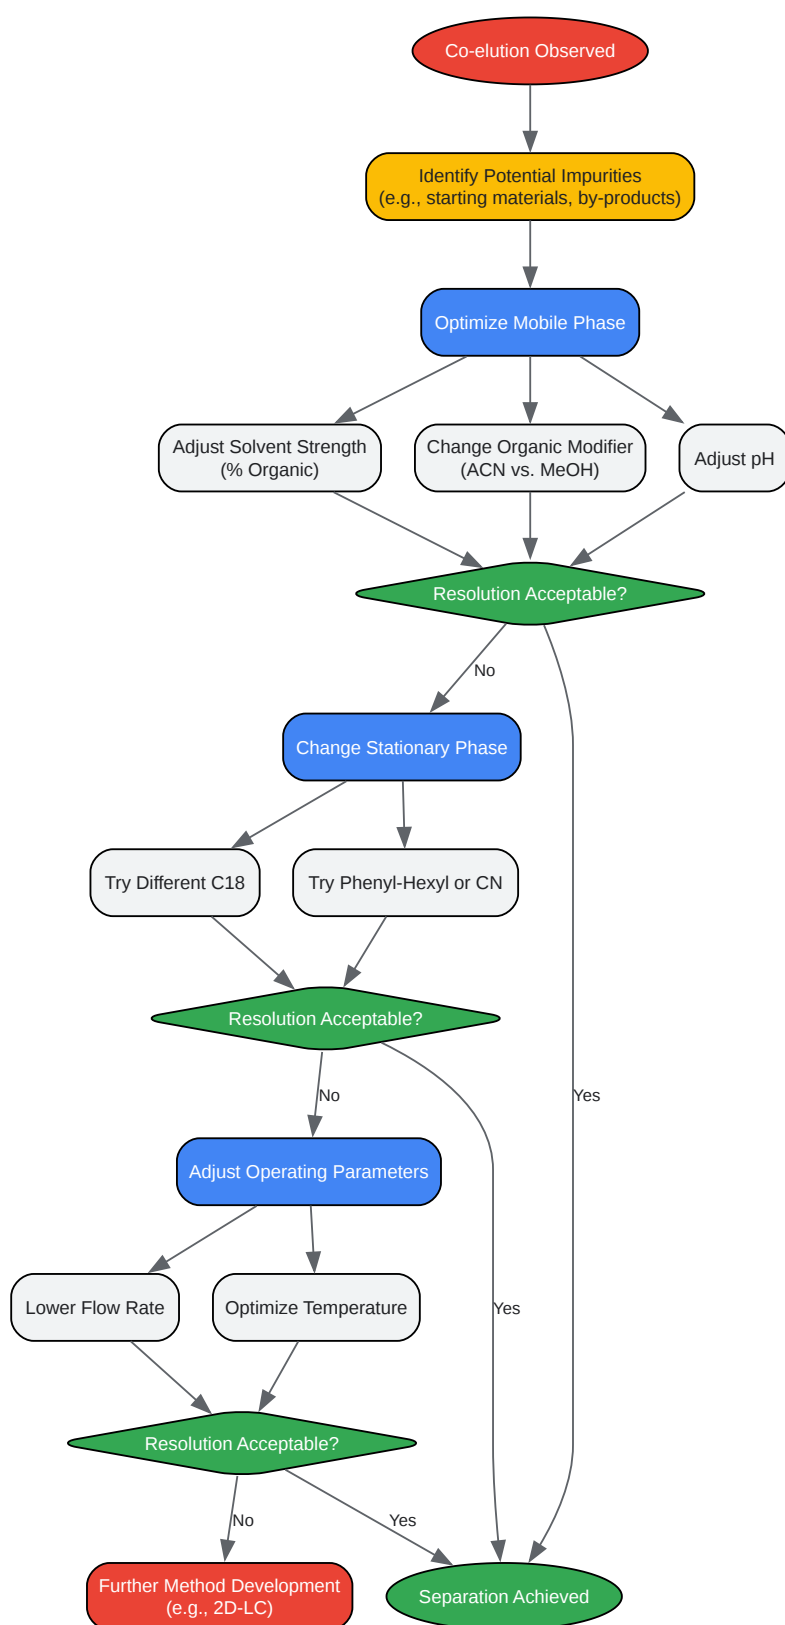 Co-elution Observed
Identify Potential Impurities
(e.g., starting materials, by-products)
Optimize Mobile Phase
Adjust Solvent Strength
(% Organic)
Change Organic Modifier
(ACN vs. MeOH)
Adjust pH
Resolution Acceptable?
No
Change Stationary Phase
Try Different C18
Try Phenyl-Hexyl or CN
Resolution Acceptable?
No
Yes
Adjust Operating Parameters
Lower Flow Rate
Optimize Temperature
Yes
Resolution Acceptable?
No
Yes
Further Method Development
(e.g., 2D-LC)
Separation Achieved